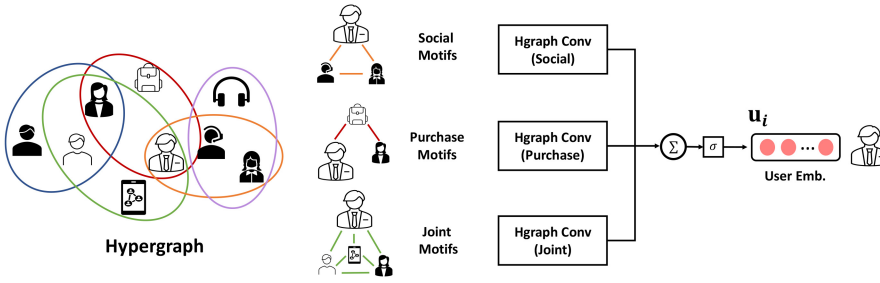 Hypergraph
Social
Motifs
Purchase
Motifs
Joint
Motifs
Hgraph Conv
(Social)
Hgraph Conv
(Purchase)
Hgraph Conv
(Joint)
Σ
σ
u_i
...
User Emb.